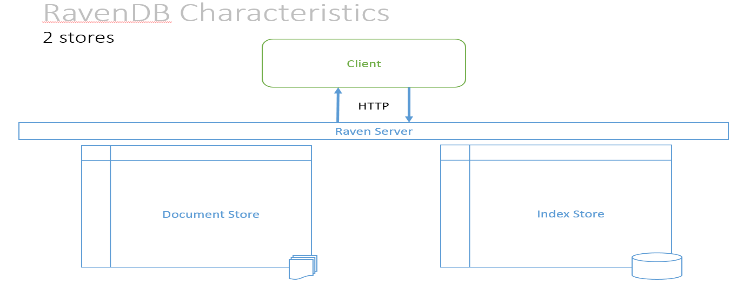 RavenDB Characteristics
2 stores
Client
HTTP
Raven Server
Document Store
Index Store